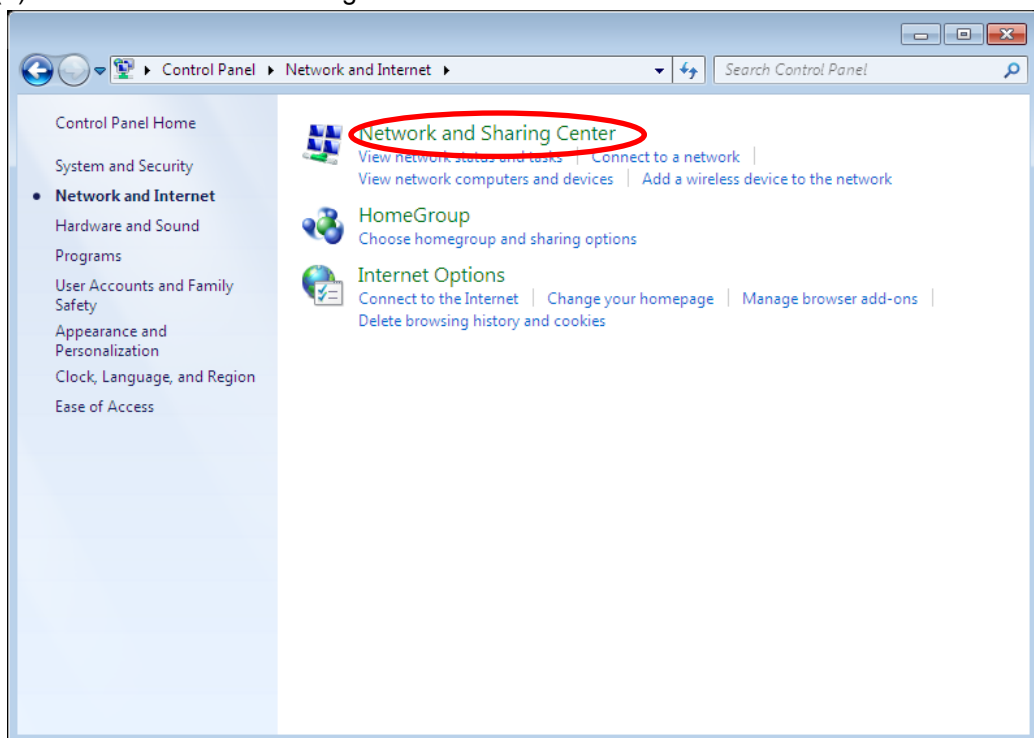 Control Panel Network and Internet Search Control Panel
Control Panel Home
System and Security
Network and Internet
Hardware and Sound
Programs
User Accounts and Family
Safety
Appearance and
Personalization
Clock, Language, and Region
Ease of Access
Network and Sharing Center
View network status and tasks Connect to a network
View network computers and devices Add a wireless device to the network
HomeGroup
Choose homegroup and sharing options
Internet Options
Connect to the Internet Change your homepage Manage browser add-ons
Delete browsing history and cookies